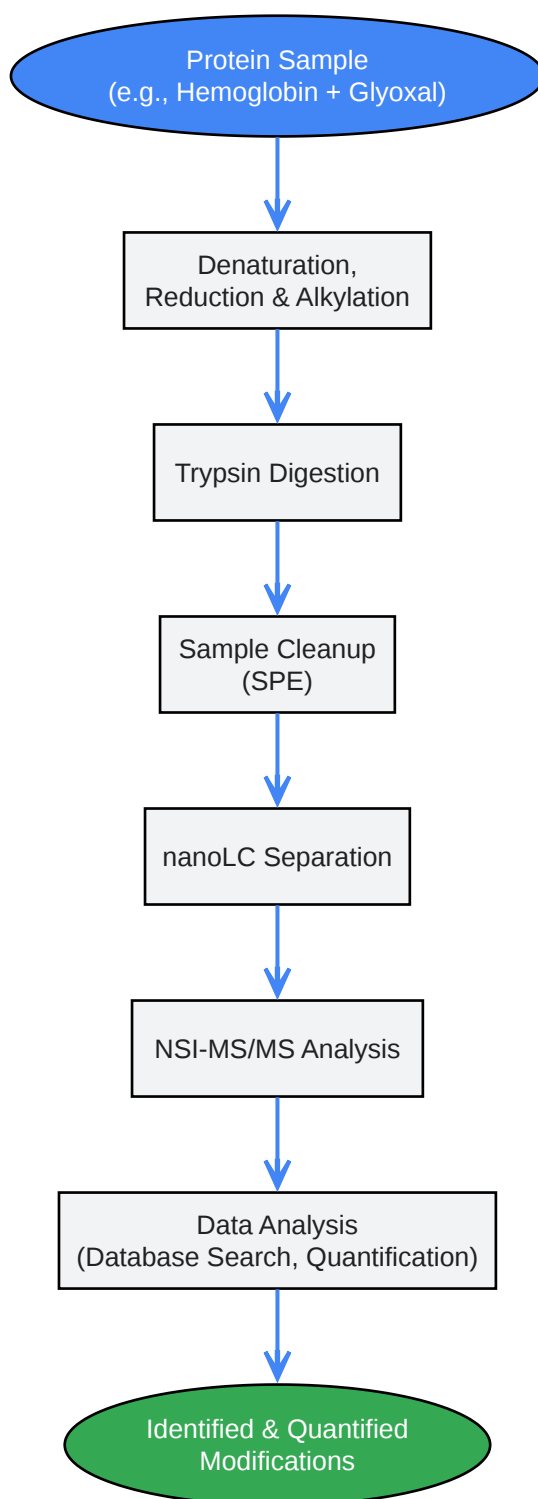 Protein Sample
(e.g., Hemoglobin + Glyoxal)
Denaturation,
Reduction & Alkylation
Trypsin Digestion
Sample Cleanup
(SPE)
nanoLC Separation
NSI-MS/MS Analysis
Data Analysis
(Database Search, Quantification)
Identified & Quantified
Modifications